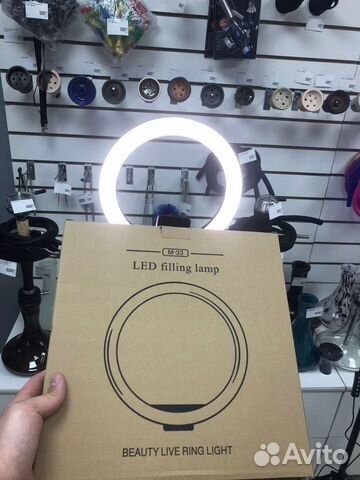 M-33
LED filling lamp
BEAUTY LIVE RING LIGHT
Avito